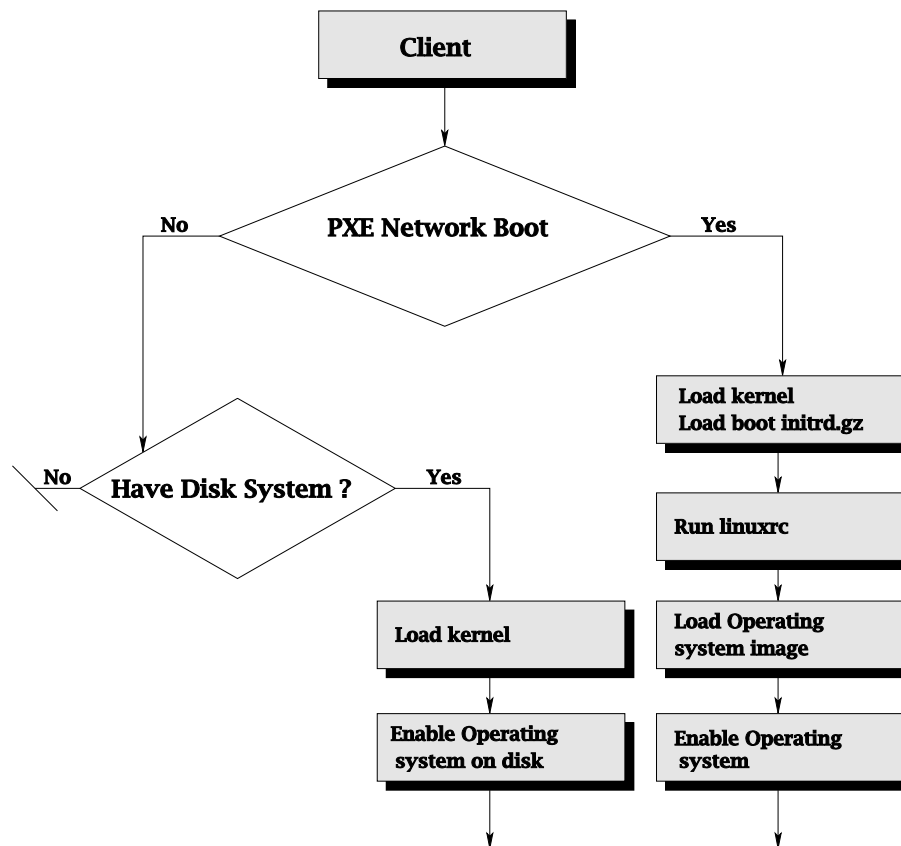 Client
PXE Network Boot
No
Yes
Load kernel
Load boot initrd.gz
No
Have Disk System ?
Yes
Run linuxrc
Load kernel
Load Operating
system image
Enable Operating
system on disk
Enable Operating
system